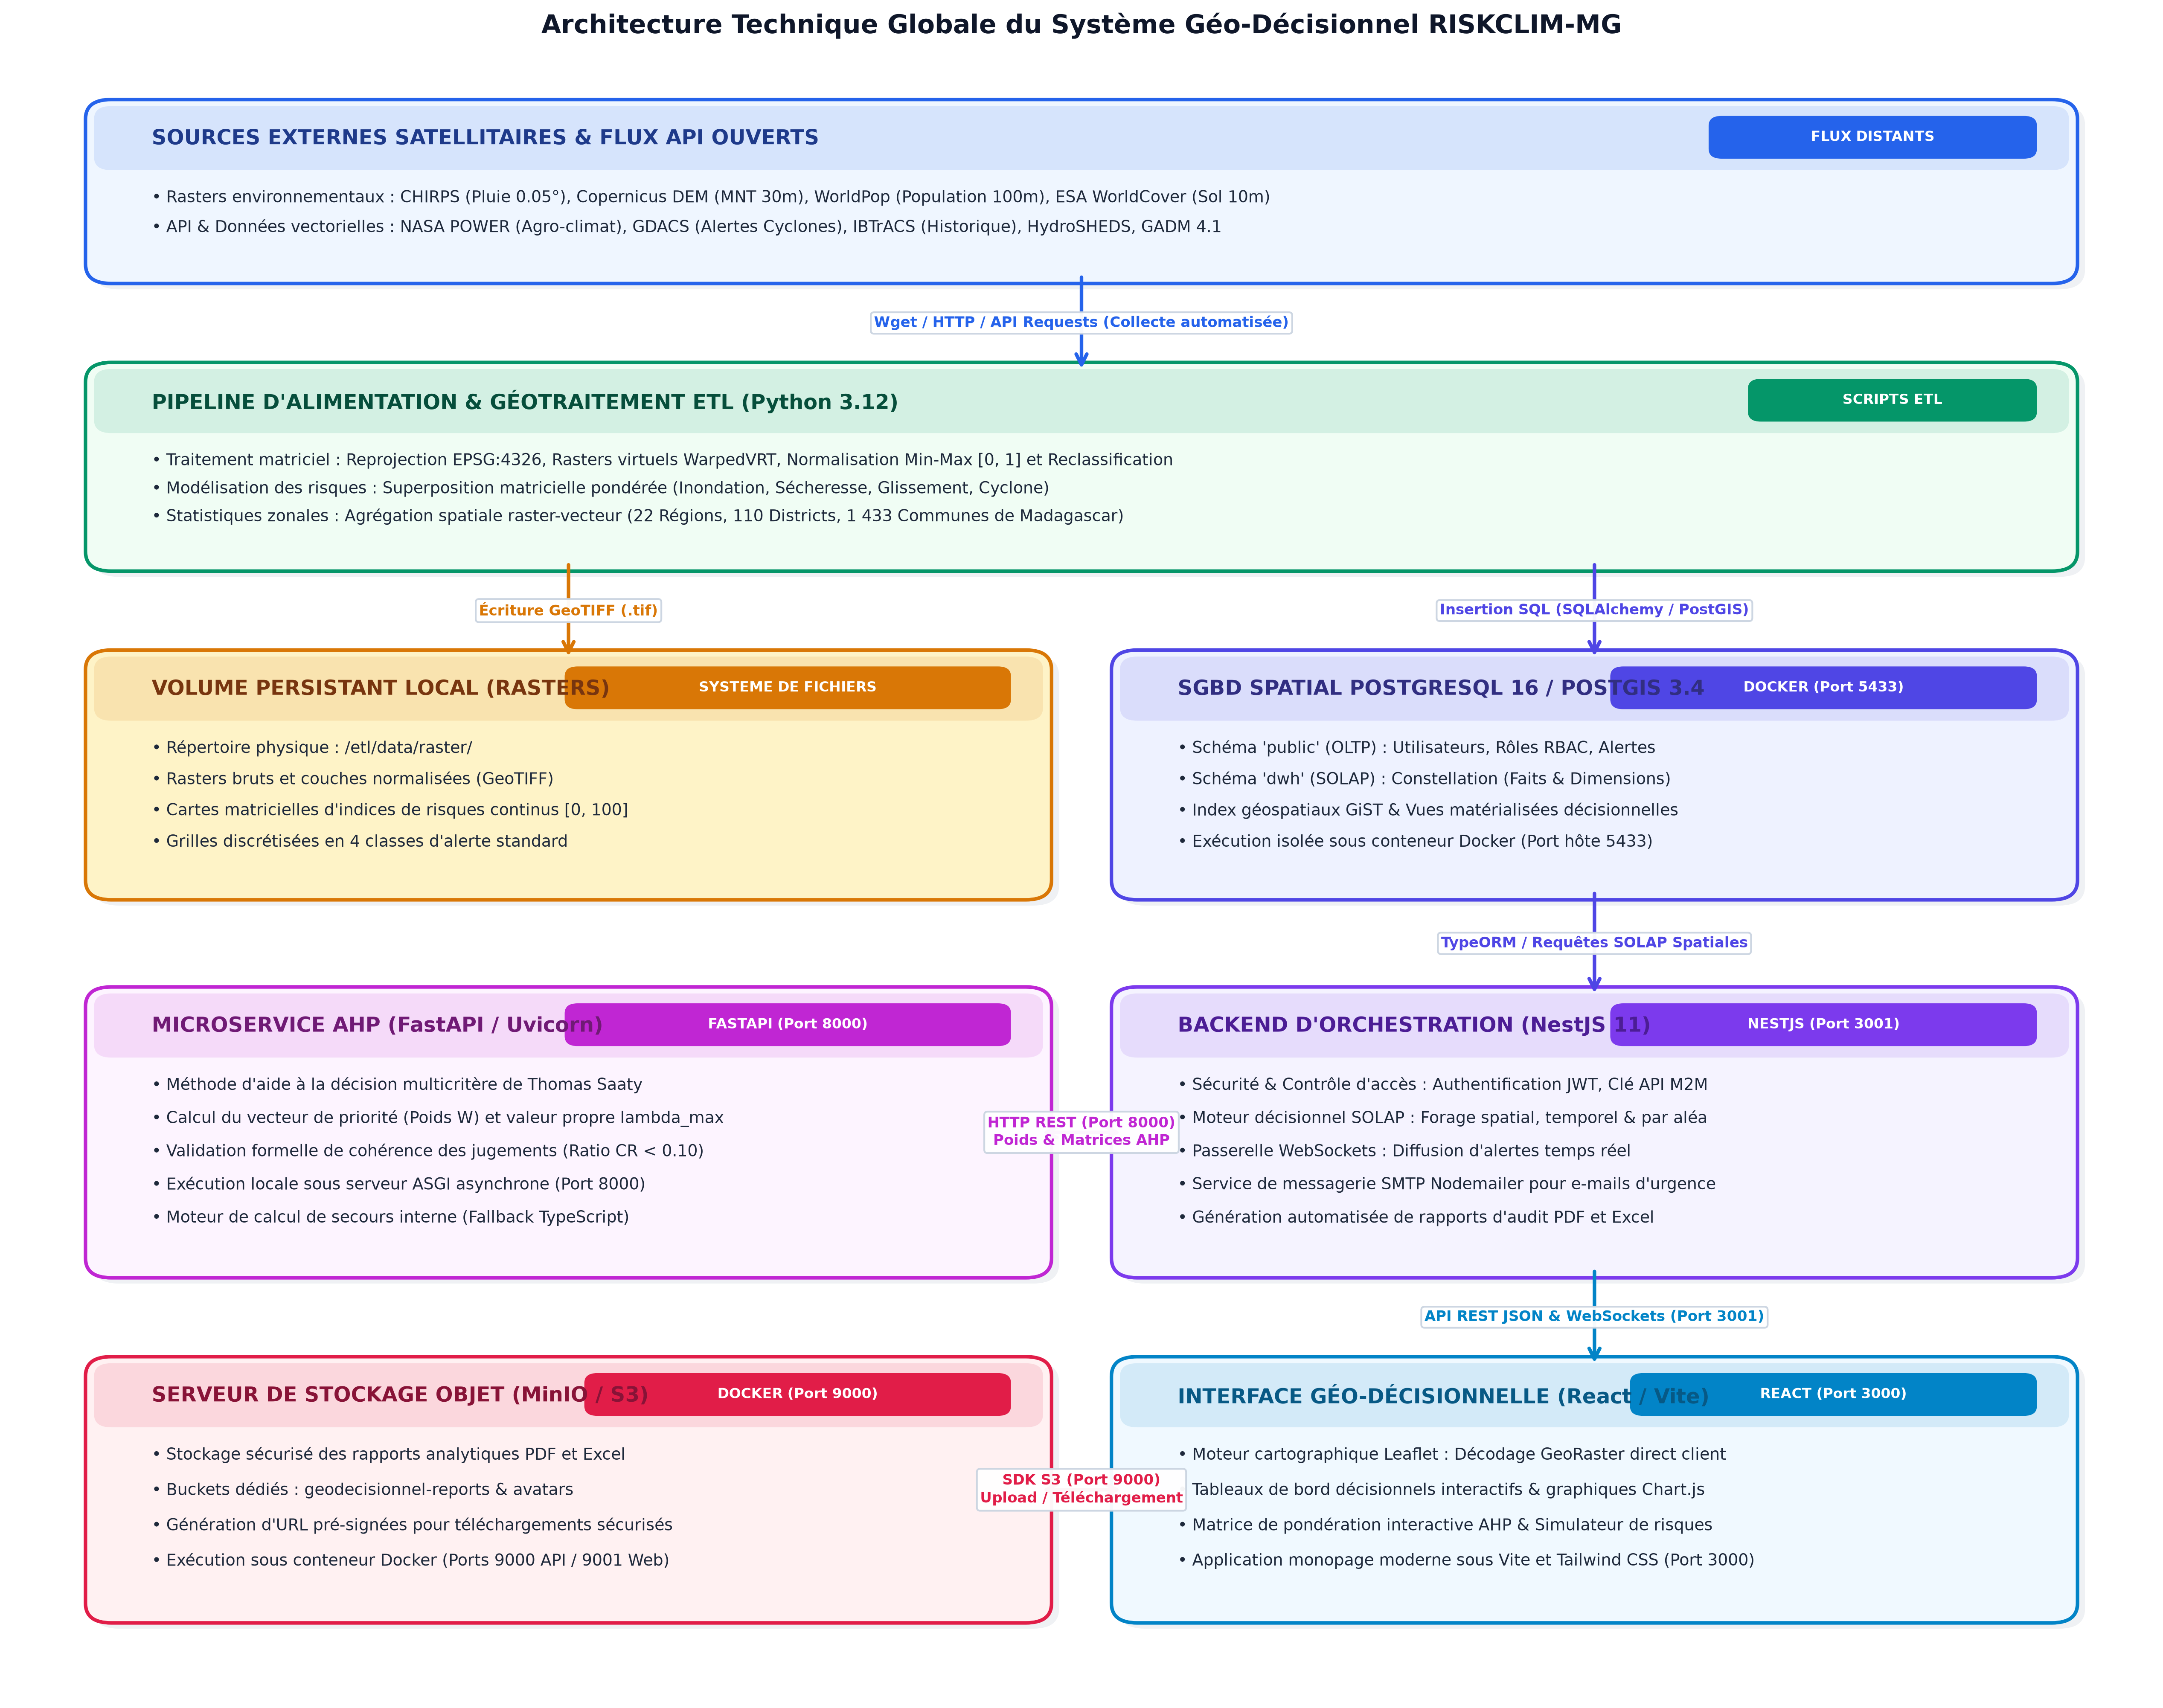 Architecture Technique Globale du Système Géo-Décisionnel RISKCLIM-MG
SOURCES EXTERNES SATELLITAIRES & FLUX API OUVERTS
FLUX DISTANTS
• Rasters environnementaux : CHIRPS (Pluie 0.05°), Copernicus DEM (MNT 30m), WorldPop (Population 100m), ESA WorldCover (Sol 10m)
• API & Données vectorielles : NASA POWER (Agro-climat), GDACS (Alertes Cyclones), IBTrACS (Historique), HydroSHEDS, GADM 4.1
Wget / HTTP / API Requests (Collecte automatisée)
PIPELINE D'ALIMENTATION & GÉOTRAITEMENT ETL (Python 3.12)
SCRIPTS ETL
• Traitement matriciel : Reprojection EPSG:4326, Rasters virtuels WarpedVRT, Normalisation Min-Max [0, 1] et Reclassification
• Modélisation des risques : Superposition matricielle pondérée (Inondation, Sécheresse, Glissement, Cyclone)
• Statistiques zonales : Agrégation spatiale raster-vecteur (22 Régions, 110 Districts, 1 433 Communes de Madagascar)
Écriture GeoTIFF (.tif)
Insertion SQL (SQLAlchemy / PostGIS)
VOLUME PERSISTANT LOCAL (RASTERS)
SYSTEME DE FICHIERS
• Répertoire physique : /etl/data/raster/
• Rasters bruts et couches normalisées (GeoTIFF)
• Cartes matricielles d'indices de risques continus [0, 100]
• Grilles discrétisées en 4 classes d'alerte standard
SGBD SPATIAL POSTGRESQL 16 / POSTGIS 3.4
DOCKER (Port 5433)
• Schéma 'public' (OLTP) : Utilisateurs, Rôles RBAC, Alertes
• Schéma 'dwh' (SOLAP) : Constellation (Faits & Dimensions)
• Index géospatiaux GiST & Vues matérialisées décisionnelles
• Exécution isolée sous conteneur Docker (Port hôte 5433)
TypeORM / Requêtes SOLAP Spatiales
MICROSERVICE AHP (FastAPI / Uvicorn)
FASTAPI (Port 8000)
• Méthode d'aide à la décision multicritère de Thomas Saaty
• Calcul du vecteur de priorité (Poids W) et valeur propre lambda_max
• Validation formelle de cohérence des jugements (Ratio CR < 0.10)
• Exécution locale sous serveur ASGI asynchrone (Port 8000)
• Moteur de calcul de secours interne (Fallback TypeScript)
HTTP REST (Port 8000)
Poids & Matrices AHP
BACKEND D'ORCHESTRATION (NestJS 11)
NESTJS (Port 3001)
• Sécurité & Contrôle d'accès : Authentification JWT, Clé API M2M
• Moteur décisionnel SOLAP : Forage spatial, temporel & par aléa
• Passerelle WebSockets : Diffusion d'alertes temps réel
• Service de messagerie SMTP Nodemailer pour e-mails d'urgence
• Génération automatisée de rapports d'audit PDF et Excel
API REST JSON & WebSockets (Port 3001)
SERVEUR DE STOCKAGE OBJET (MinIO / S3)
DOCKER (Port 9000)
• Stockage sécurisé des rapports analytiques PDF et Excel
• Buckets dédiés : geodecisionnel-reports & avatars
• Génération d'URL pré-signées pour téléchargements sécurisés
• Exécution sous conteneur Docker (Ports 9000 API / 9001 Web)
SDK S3 (Port 9000)
Upload / Téléchargement
INTERFACE GÉO-DÉCISIONNELLE (React / Vite)
REACT (Port 3000)
• Moteur cartographique Leaflet : Décodage GeoRaster direct client
Tableaux de bord décisionnels interactifs & graphiques Chart.js
• Matrice de pondération interactive AHP & Simulateur de risques
• Application monopage moderne sous Vite et Tailwind CSS (Port 3000)